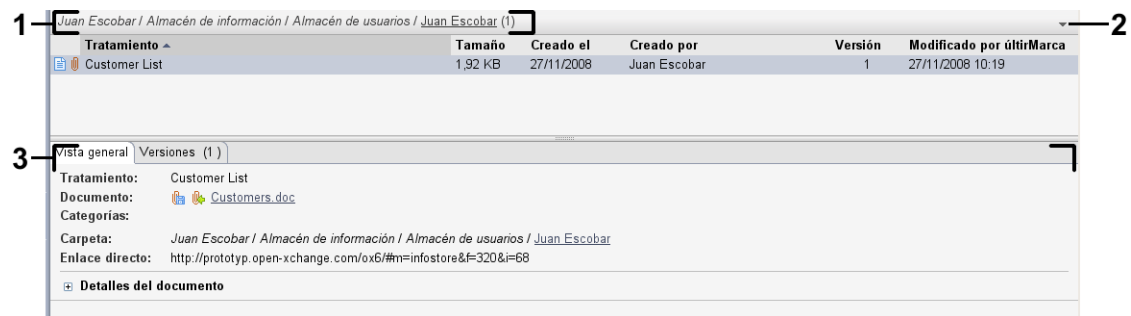 1 Juan Escobar / Almacén de información / Almacén de usuarios / Juan Escobar (1) 2
Tratamiento Tamaño Creado el Creado por Versión Modificado por últirMarca
Customer List 1,92 KB 27/11/2008 Juan Escobar 1 27/11/2008 10:19
3 Vista general Versiones (1)
Tratamiento: Customer List
Documento: Customers.doc
Categorías:
Carpeta: Juan Escobar / Almacén de información / Almacén de usuarios / Juan Escobar
Enlace directo: http://prototyp.open-xchange.com/ox6/#m=infostore&f=320&i=68
Detalles del documento